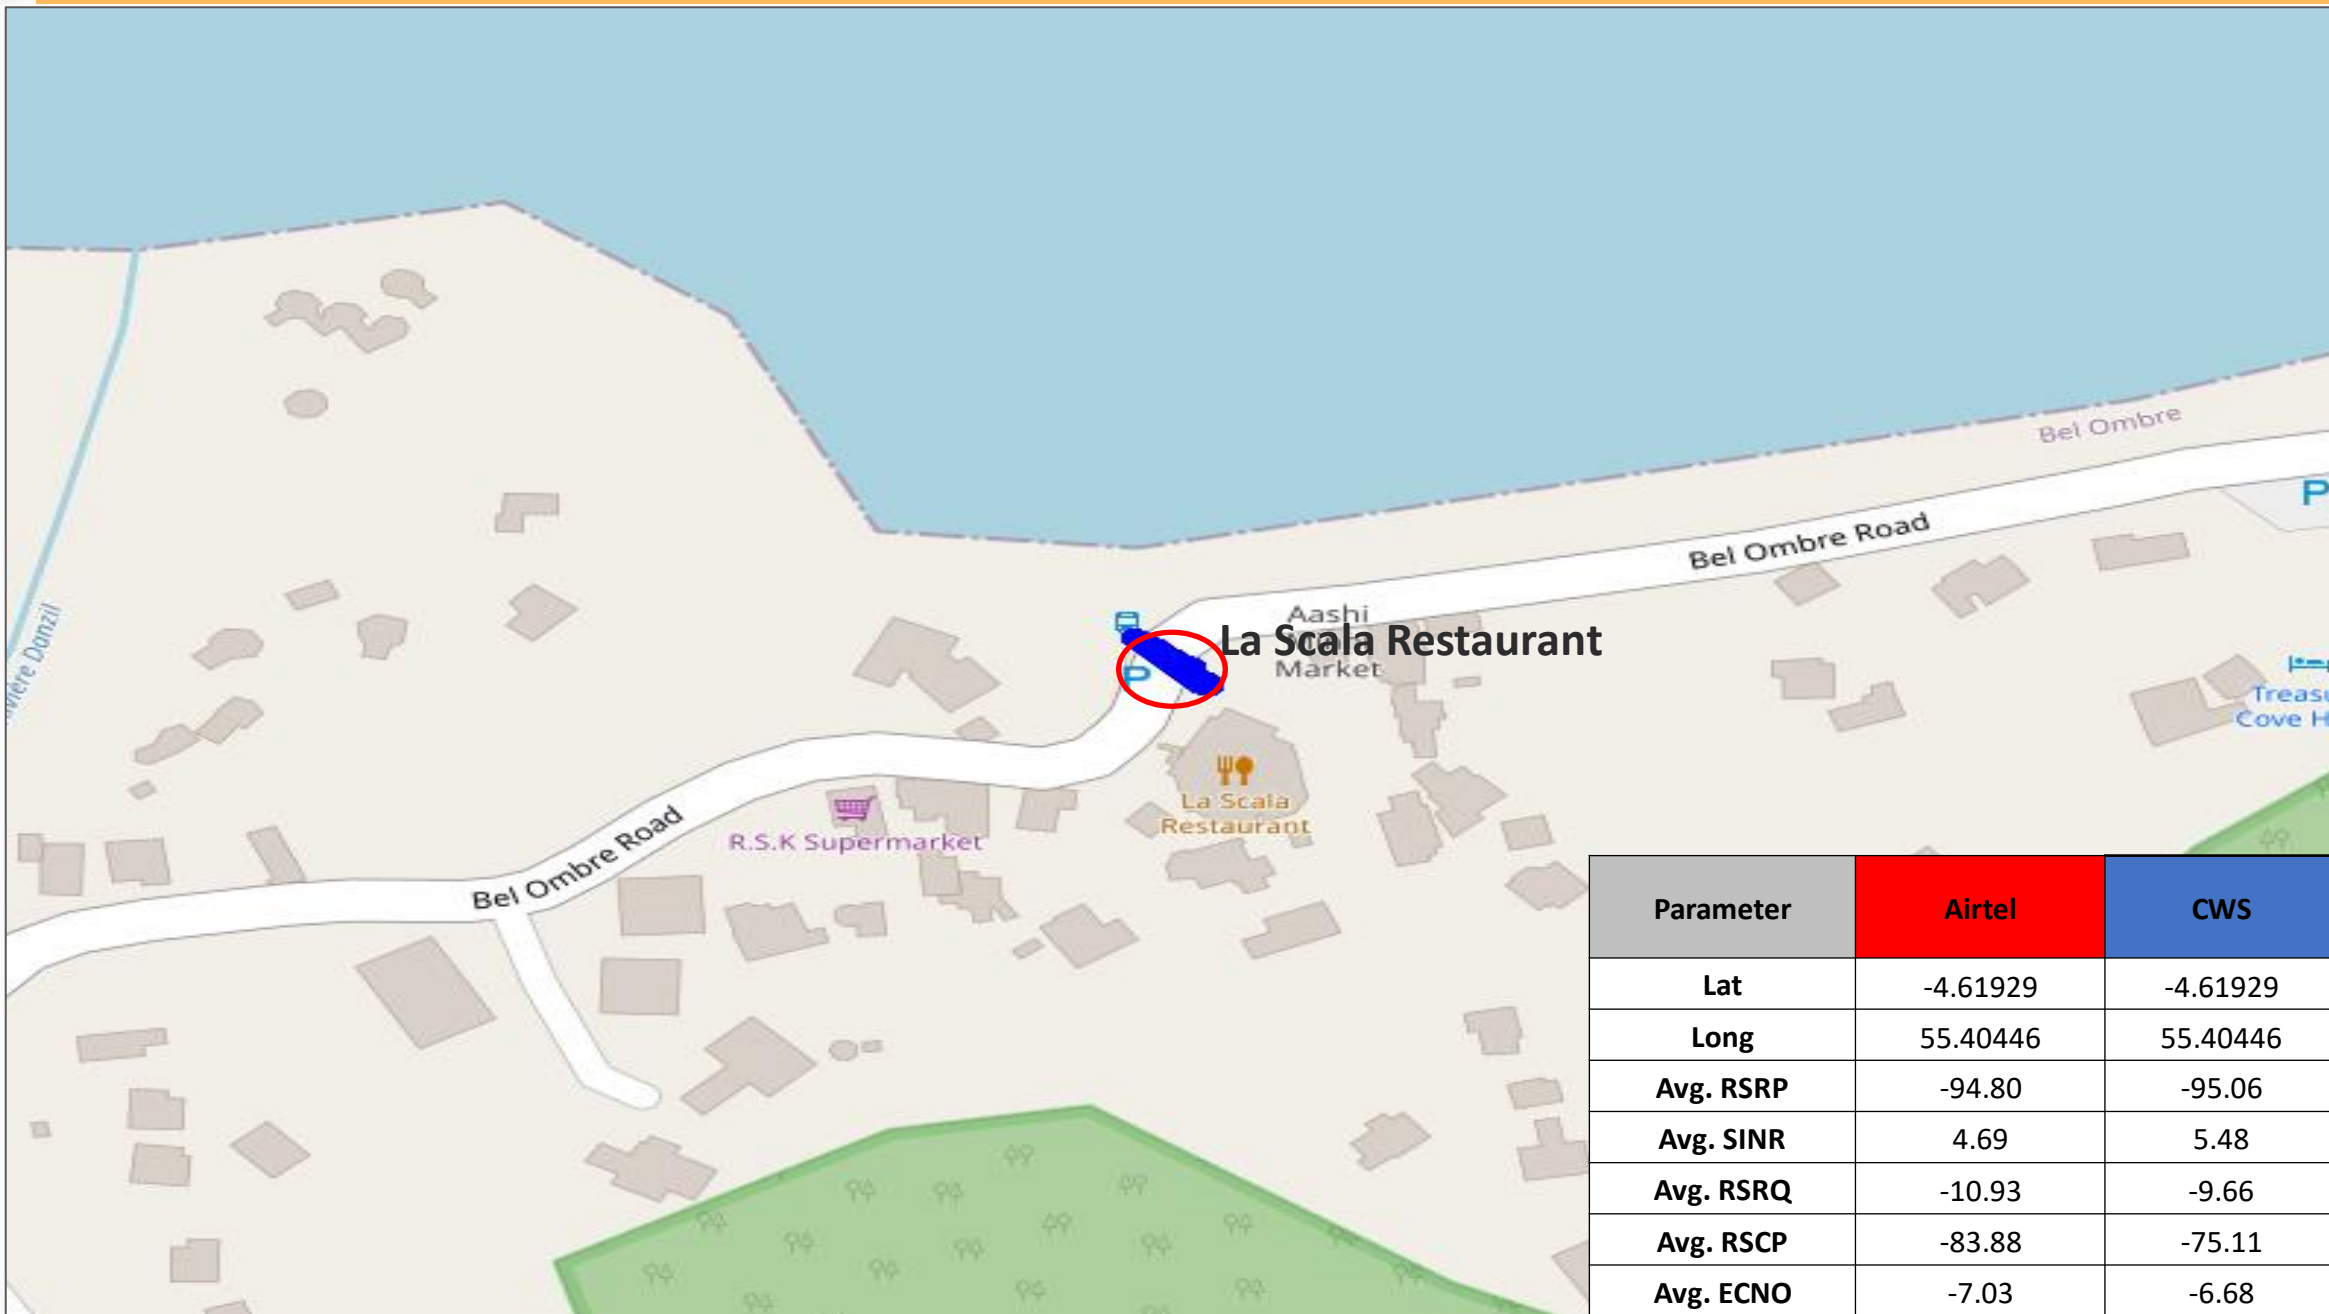 Bel Ombre
P
Bel Ombre Road
Aashi
La Scala Restaurant
Market
P
Treasu
Cove H
La Scala
Restaurant
R.S.K Supermarket
Bel Ombre Road
Danzil
Parameter Airtel CWS
Lat -4.61929 -4.61929
Long 55.40446 55.40446
Avg. RSRP -94.80 -95.06
Avg. SINR 4.69 5.48
Avg. RSRQ -10.93 -9.66
Avg. RSCP -83.88 -75.11
Avg. ECNO -7.03 -6.68